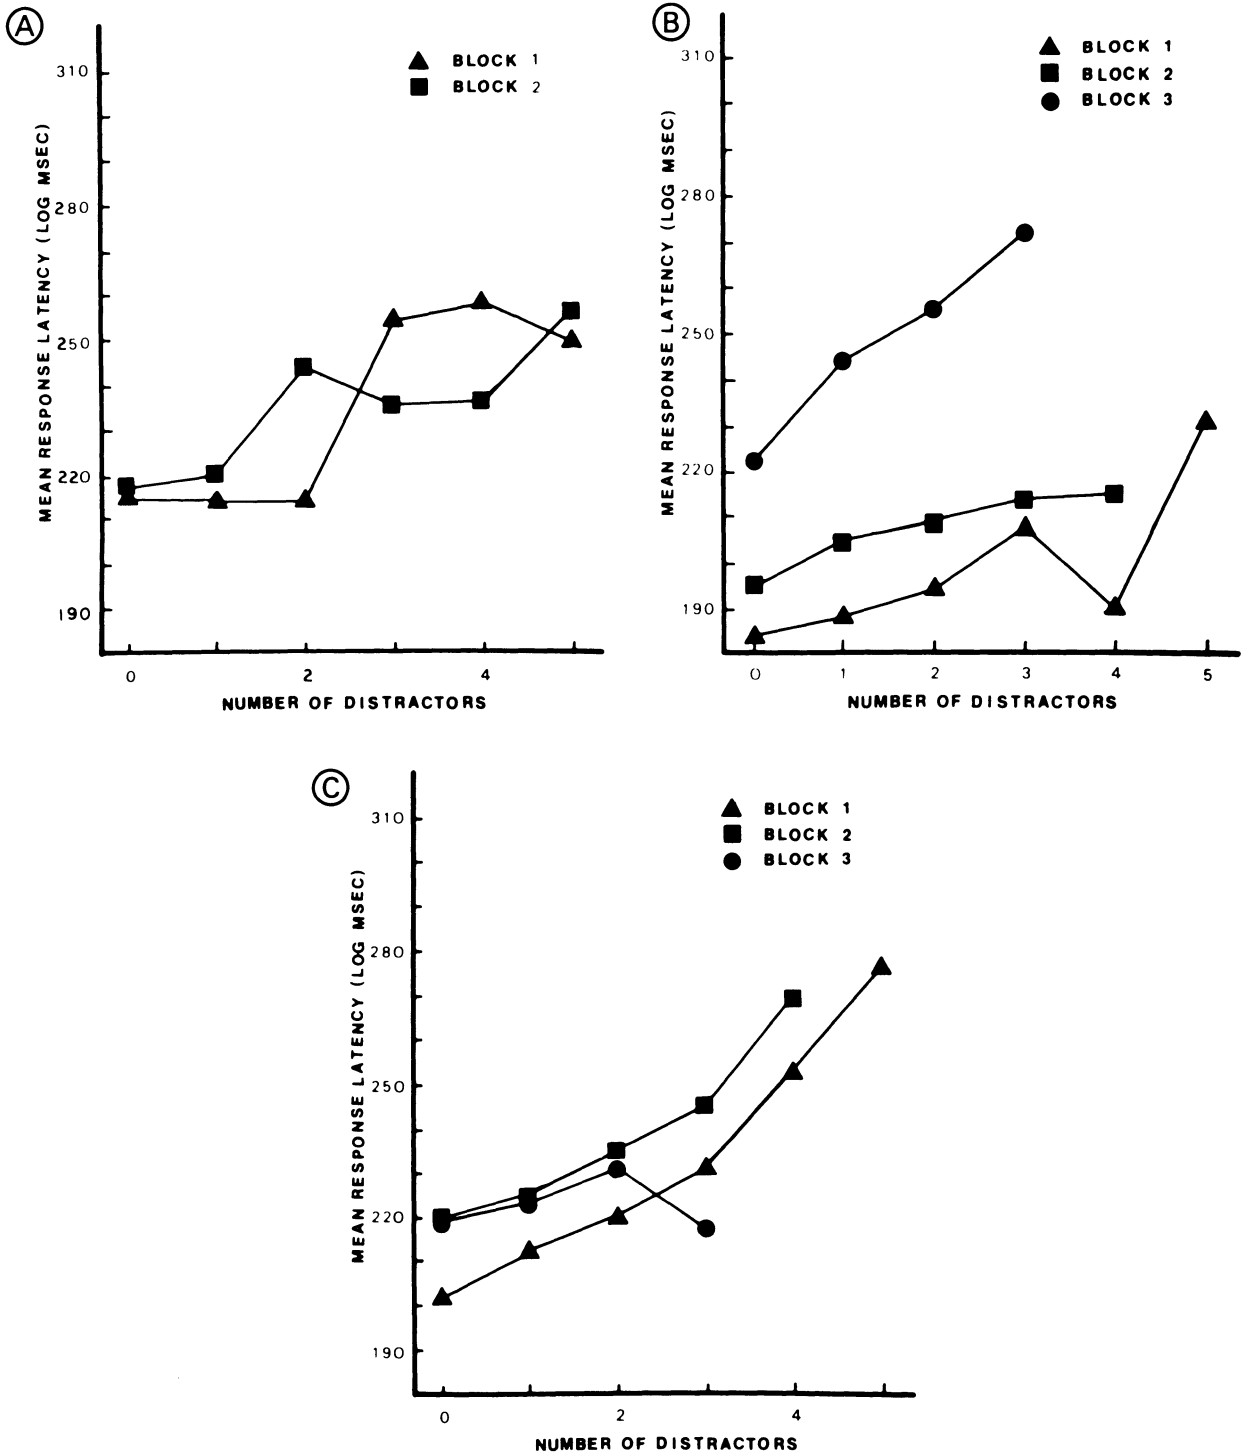 A
MEAN RESPONSE LATENCY (LOG MSEC)
310
280
250
220
190
BLOCK 1
BLOCK 2
0 2 4
NUMBER OF DISTRACTORS
B
MEAN RESPONSE LATENCY (LOG MSEC)
310
280
250
220
190
BLOCK 1
BLOCK 2
BLOCK 3
0 1 2 3 4 5
NUMBER OF DISTRACTORS
C
MEAN RESPONSE LATENCY (LOG MSEC)
310
280
250
220
190
BLOCK 1
BLOCK 2
BLOCK 3
0 2 4
NUMBER OF DISTRACTORS